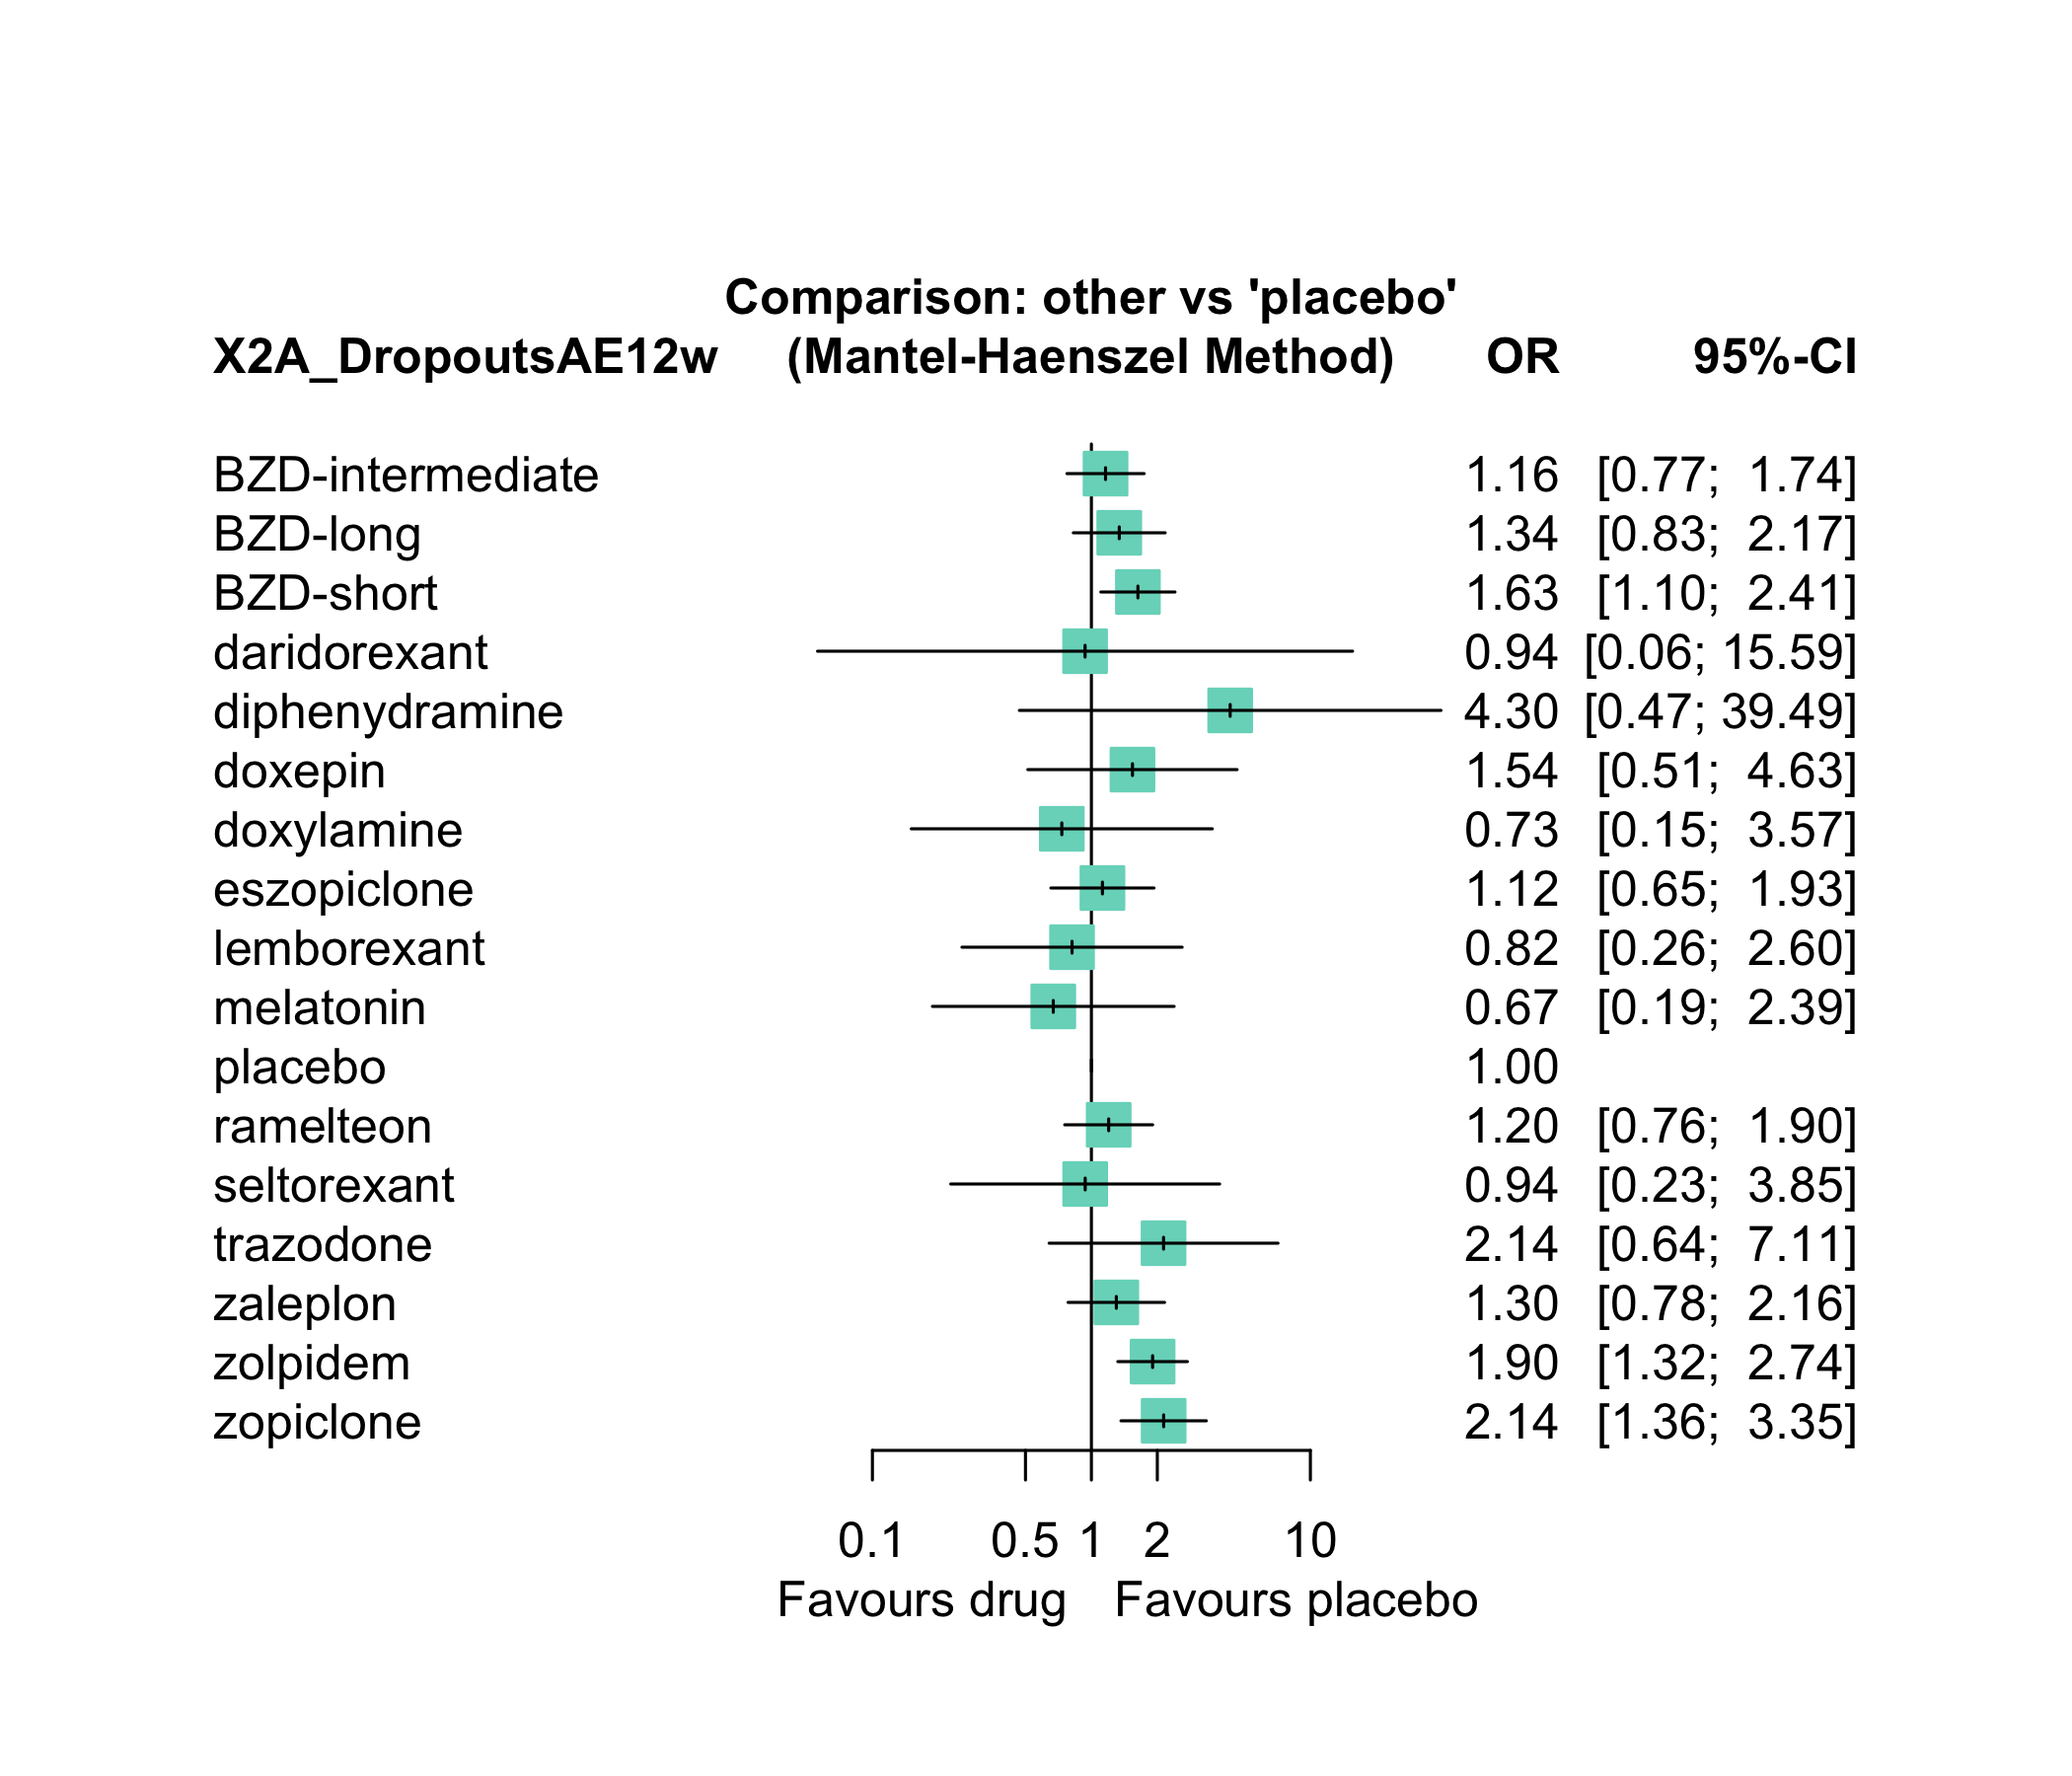 Comparison: other vs 'placebo'
X2A_DropoutsAE12w (Mantel-Haenszel Method) OR 95%-CI
BZD-intermediate 1.16 [0.77; 1.74]
BZD-long 1.34 [0.83; 2.17]
BZD-short 1.63 [1.10; 2.41]
daridorexant 0.94 [0.06; 15.59]
diphenydramine 4.30 [0.47; 39.49]
doxepin 1.54 [0.51; 4.63]
doxylamine 0.73 [0.15; 3.57]
eszopiclone 1.12 [0.65; 1.93]
lemborexant 0.82 [0.26; 2.60]
melatonin 0.67 [0.19; 2.39]
placebo 1.00
ramelteon 1.20 [0.76; 1.90]
seltorexant 0.94 [0.23; 3.85]
trazodone 2.14 [0.64; 7.11]
zaleplon 1.30 [0.78; 2.16]
zolpidem 1.90 [1.32; 2.74]
zopiclone 2.14 [1.36; 3.35]
0.1 0.5 1 2 10
Favours drug Favours placebo